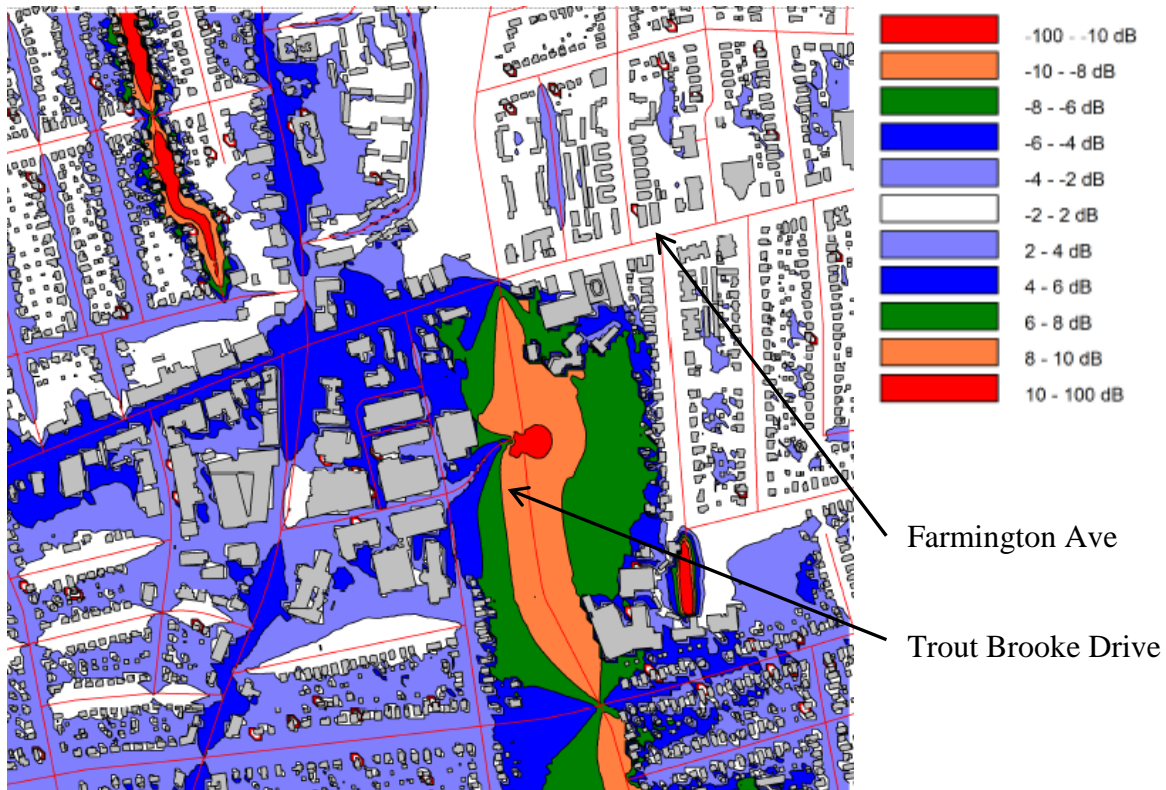 -100 - -10 dB
-10 - -8 dB
-8 - -6 dB
-6 - -4 dB
-4 - -2 dB
-2 - 2 dB
2 - 4 dB
4 - 6 dB
6 - 8 dB
8 - 10 dB
10 - 100 dB
Farmington Ave
Trout Brooke Drive